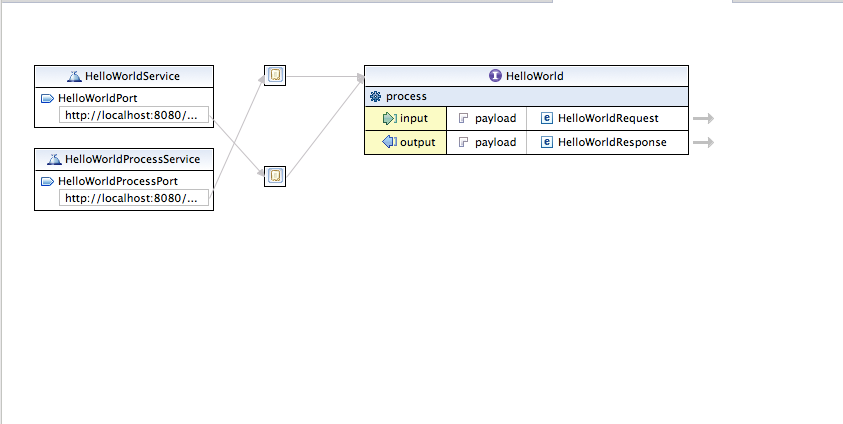 HelloWorldService
HelloWorldPort
http://localhost:8080/...
HelloWorldProcessService
HelloWorldProcessPort
http://localhost:8080/...
I HelloWorld
process
input payload e HelloWorldRequest
output payload e HelloWorldResponse